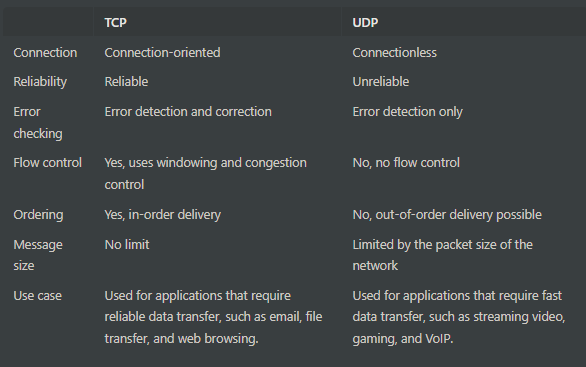 TCP UDP
Connection Connection-oriented Connectionless
Reliability Reliable Unreliable
Error checking Error detection and correction Error detection only
Flow control Yes, uses windowing and congestion control No, no flow control
Ordering Yes, in-order delivery No, out-of-order delivery possible
Message size No limit Limited by the packet size of the network
Use case Used for applications that require reliable data transfer, such as email, file transfer, and web browsing. Used for applications that require fast data transfer, such as streaming video, gaming, and VoIP.